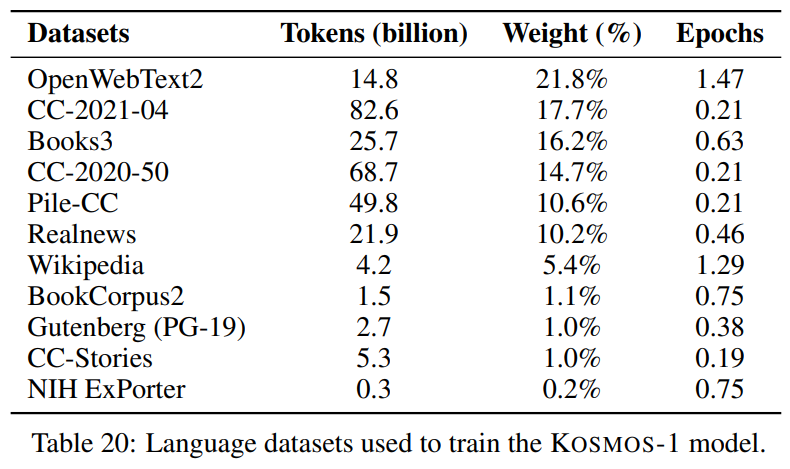 Datasets Tokens (billion) Weight (%) Epochs
OpenWebText2 14.8 21.8% 1.47
CC-2021-04 82.6 17.7% 0.21
Books3 25.7 16.2% 0.63
CC-2020-50 68.7 14.7% 0.21
Pile-CC 49.8 10.6% 0.21
Realnews 21.9 10.2% 0.46
Wikipedia 4.2 5.4% 1.29
BookCorpus2 1.5 1.1% 0.75
Gutenberg (PG-19) 2.7 1.0% 0.38
CC-Stories 5.3 1.0% 0.19
NIH ExPorter 0.3 0.2% 0.75
Table 20: Language datasets used to train the KOSMOS-1 model.